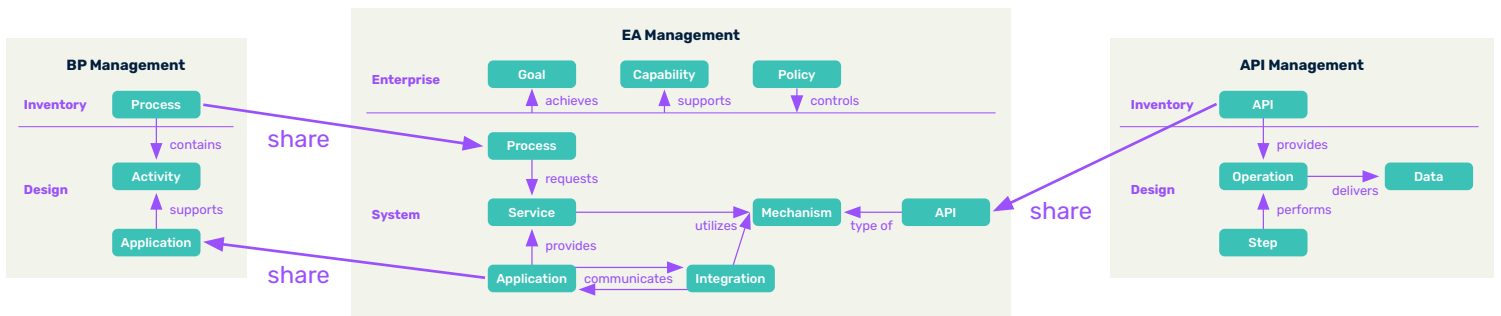 BP Management
Inventory
Process
contains
Design
Activity
supports
Application
share
share
EA Management
Enterprise
Goal
Capability
Policy
achieves
supports
controls
Process
requests
System
Service
utilizes
Mechanism
type of
API
provides
Application
communicates
Integration
share
API Management
Inventory
API
provides
Design
Operation
delivers
Data
performs
Step